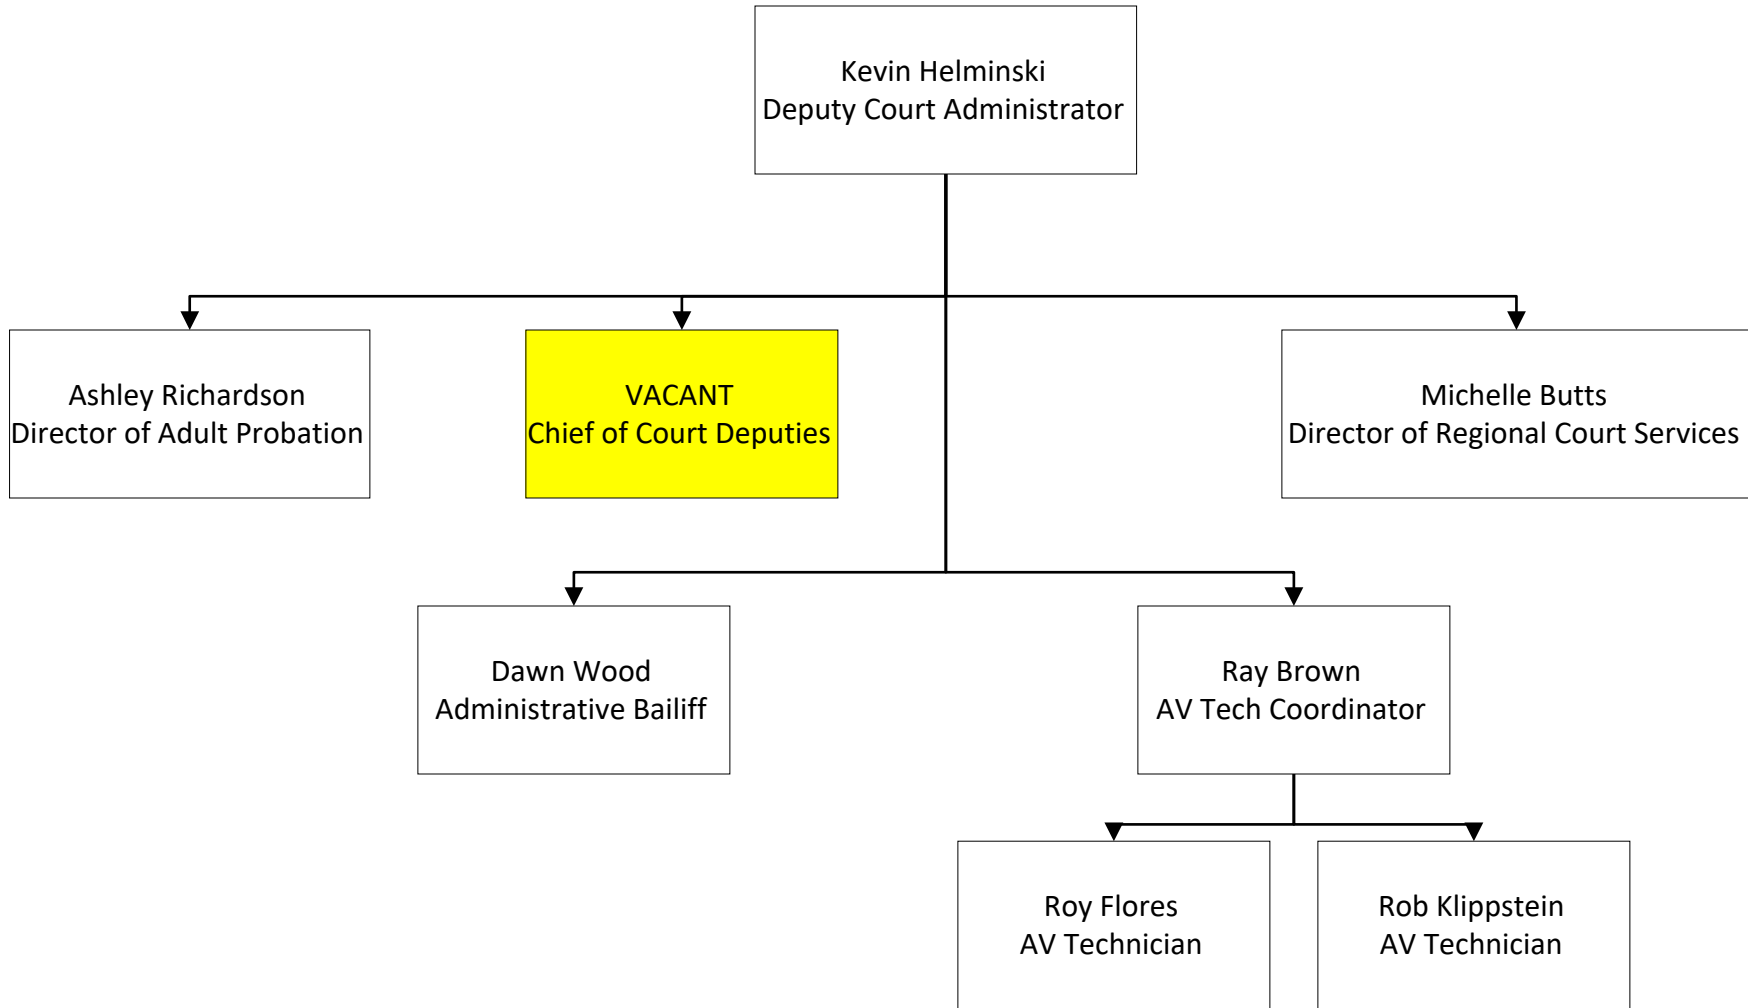 Kevin Helminski
Deputy Court Administrator
Ashley Richardson
Director of Adult Probation
VACANT
Chief of Court Deputies
Michelle Butts
Director of Regional Court Services
Dawn Wood
Administrative Bailiff
Ray Brown
AV Tech Coordinator
Roy Flores
AV Technician
Rob Klippstein
AV Technician